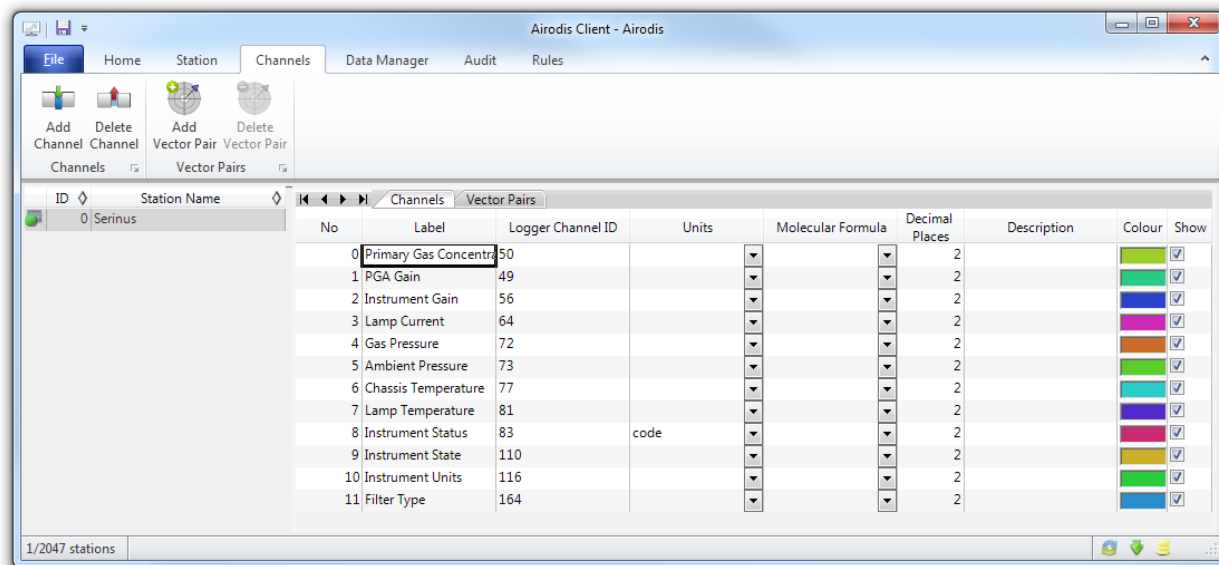 Airodis Client - Airodis
File Home Station Channels Data Manager Audit Rules
Add Channel Delete Channel Add Vector Pair Delete Vector Pair
Channels Vector Pairs
ID Station Name Channels Vector Pairs
0 Serinus
No Label Logger Channel ID Units Molecular Formula Decimal Places Description Colour Show
0 Primary Gas Concentra 50 2
1 PGA Gain 49 2
2 Instrument Gain 56 2
3 Lamp Current 64 2
4 Gas Pressure 72 2
5 Ambient Pressure 73 2
6 Chassis Temperature 77 2
7 Lamp Temperature 81 2
8 Instrument Status 83 code 2
9 Instrument State 110 2
10 Instrument Units 116 2
11 Filter Type 164 2
1/2047 stations